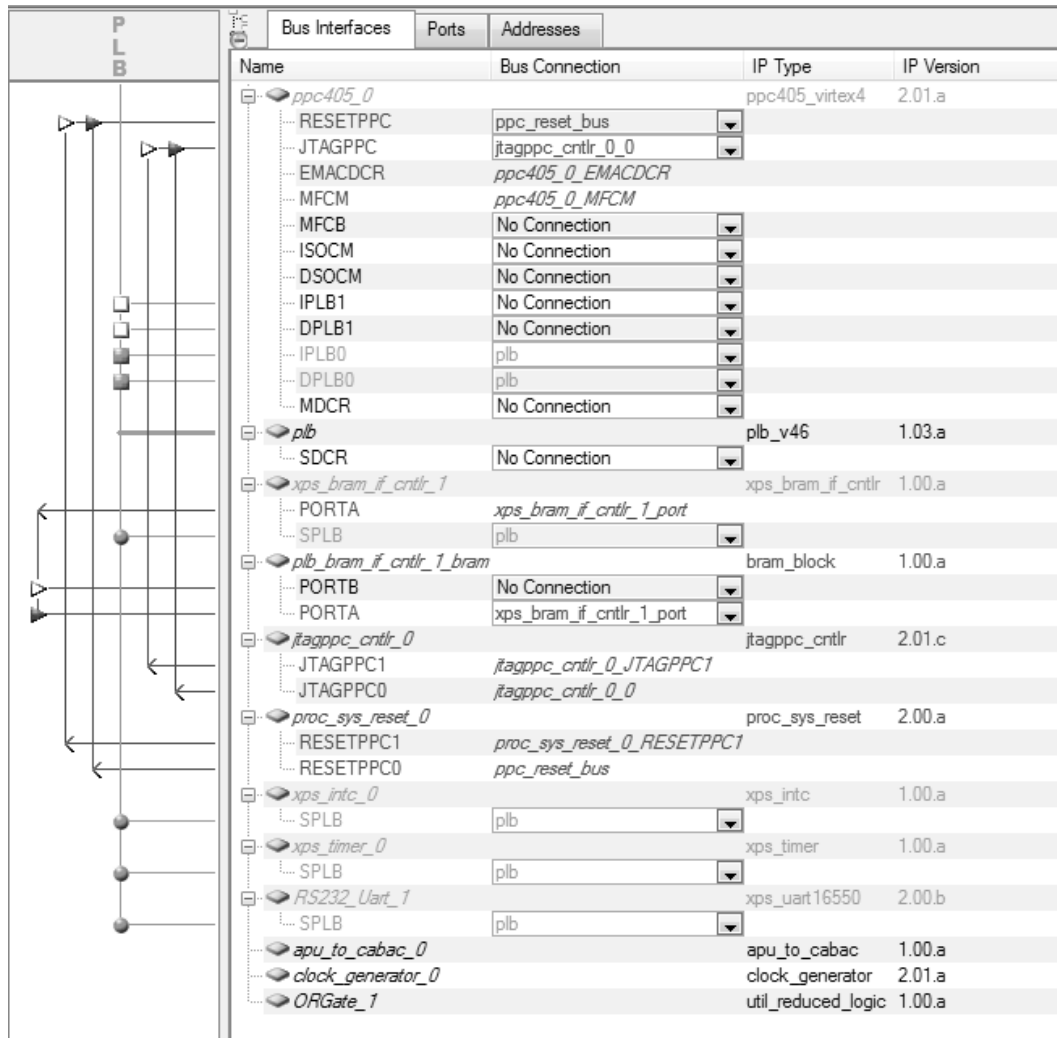 P
L
B
Bus Interfaces Ports Addresses
Name Bus Connection IP Type IP Version
ppc405_0 ppc405_virtex4 2.01.a
RESETPPC ppc_reset_bus
JTAGPPC jtagppc_cntlr_0_0
EMACDCR ppc405_0_EMACDCR
MFCM ppc405_0_MFCM
MFCB No Connection
ISOCM No Connection
DSOCM No Connection
IPLB1 No Connection
DPLB1 No Connection
IPLB0 plb
DPLB0 plb
MDCR No Connection
plb plb_v46 1.03.a
SDCR No Connection
xps_bram_if_cntlr_1 xps_bram_if_cntlr 1.00.a
PORTA xps_bram_if_cntlr_1_port
SPLB plb
plb_bram_if_cntlr_1_bram bram_block 1.00.a
PORTB No Connection
PORTA xps_bram_if_cntlr_1_port
jtagppc_cntlr_0 jtagppc_cntlr 2.01.c
JTAGPPC1 jtagppc_cntlr_0_JTAGPPC1
JTAGPPC0 jtagppc_cntlr_0_0
proc_sys_reset_0 proc_sys_reset 2.00.a
RESETPPC1 proc_sys_reset_0_RESETPPC1
RESETPPC0 ppc_reset_bus
xps_intc_0 xps_intc 1.00.a
SPLB plb
xps_timer_0 xps_timer 1.00.a
SPLB plb
RS232_Uart_1 xps_uart16550 2.00.b
SPLB plb
apu_to_cabac_0 apu_to_cabac 1.00.a
clock_generator_0 clock_generator 2.01.a
ORGate_1 util_reduced_logic 1.00.a